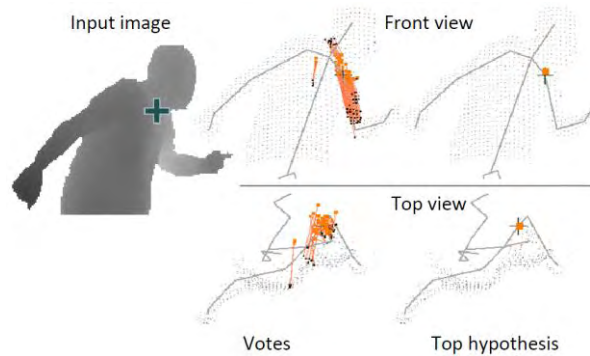 Input image
Front view
Top view
Votes
Top hypothesis